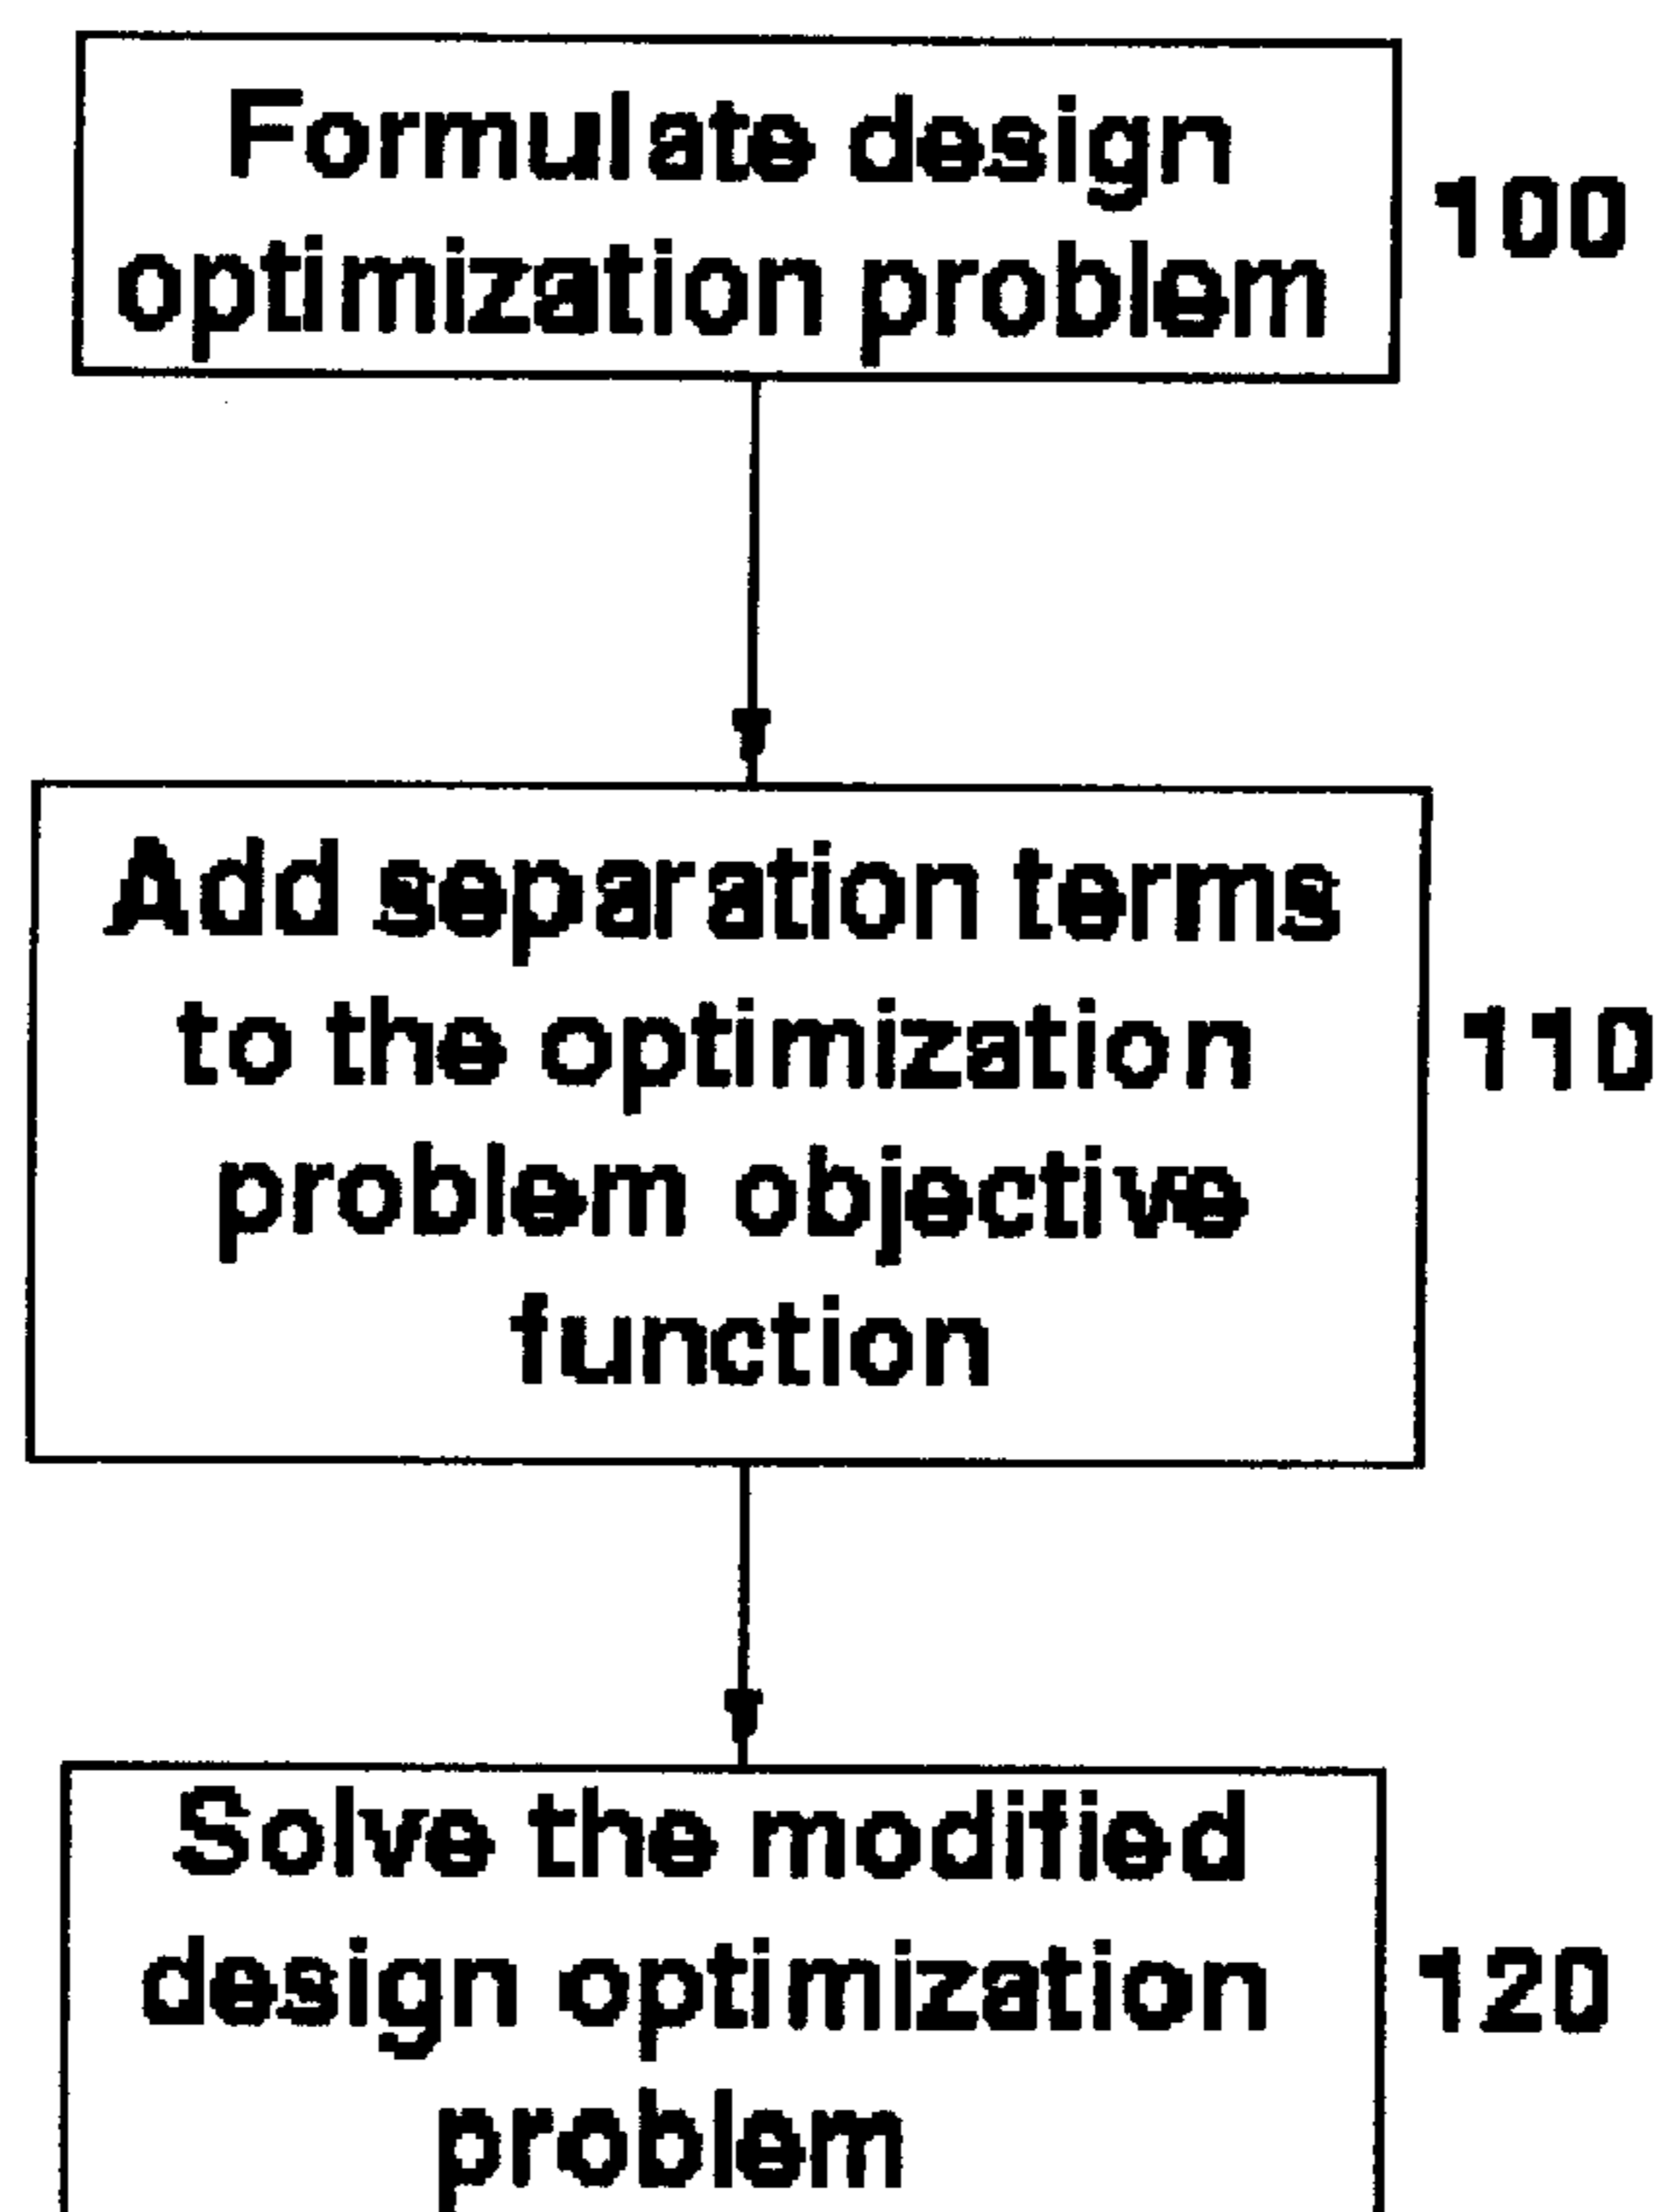 Formulate design
optimization problem
100
Add separation terms
to the optimization
problem objective
function
110
Solve the modified
design optimization
problem
120